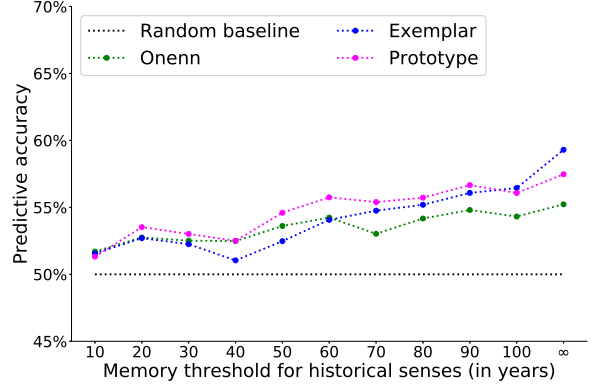 70%
65%
60%
55%
50%
45%
Predictive accuracy
Random baseline
Onenn
Exemplar
Prototype
10 20 30 40 50 60 70 80 90 100 ∞
Memory threshold for historical senses (in years)